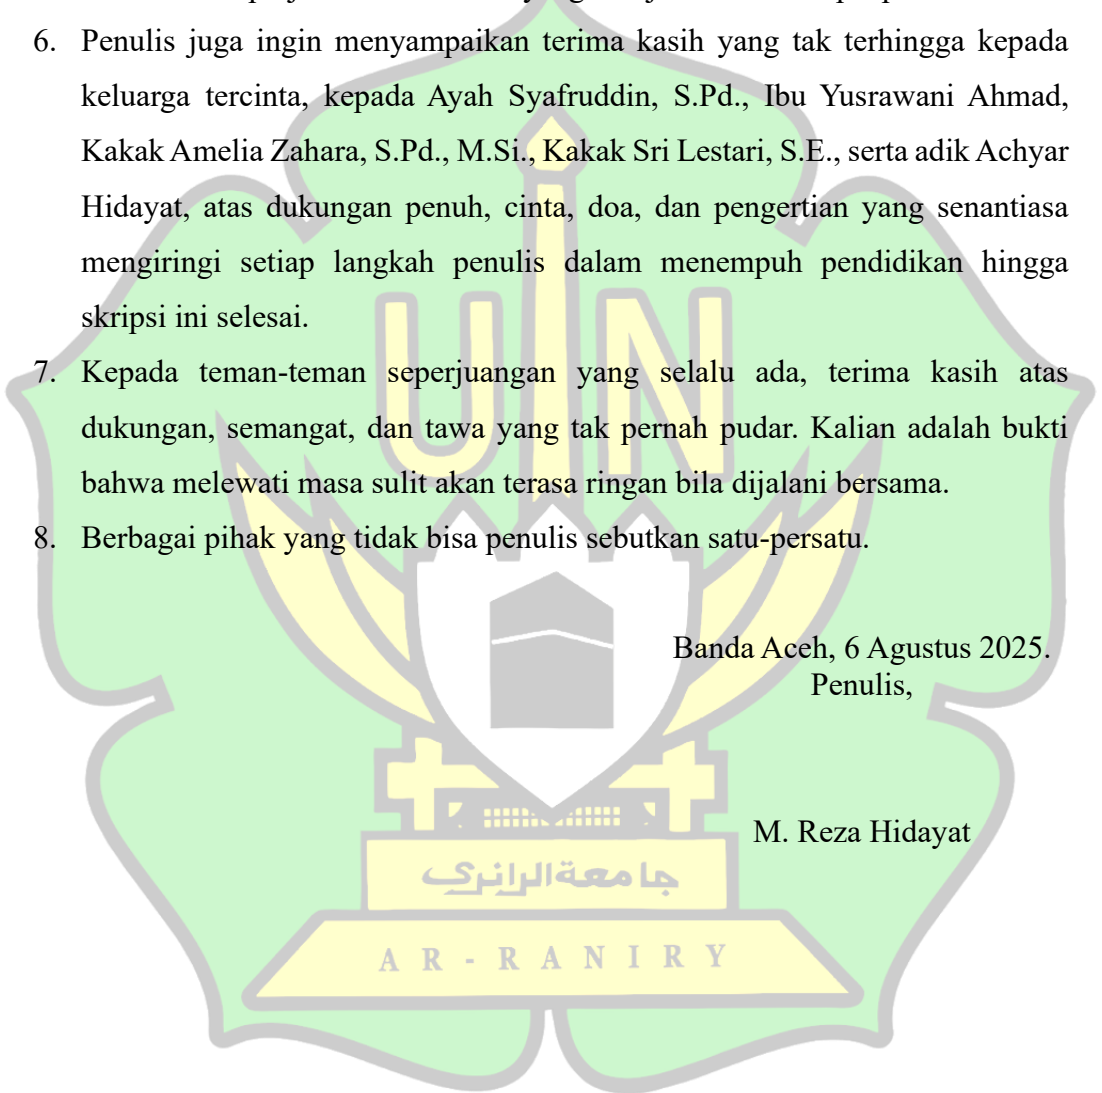 6. Penulis juga ingin menyampaikan terima kasih yang tak terhingga kepada
keluarga tercinta, kepada Ayah Syafruddin, S.Pd., Ibu Yusrawani Ahmad,
Kakak Amelia Zahara, S.Pd., M.Si., Kakak Sri Lestari, S.E., serta adik Achyar
Hidayat, atas dukungan penuh, cinta, doa, dan pengertian yang senantiasa
mengiringi setiap langkah penulis dalam menempuh pendidikan hingga
skripsi ini selesai.
7. Kepada teman-teman seperjuangan yang selalu ada, terima kasih atas
dukungan, semangat, dan tawa yang tak pernah pudar. Kalian adalah bukti
bahwa melewati masa sulit akan terasa ringan bila dijalani bersama.
8. Berbagai pihak yang tidak bisa penulis sebutkan satu-persatu.
Banda Aceh, 6 Agustus 2025.
Penulis,
M. Reza Hidayat
UIN
جامعةالرانري
AR-RANIRY